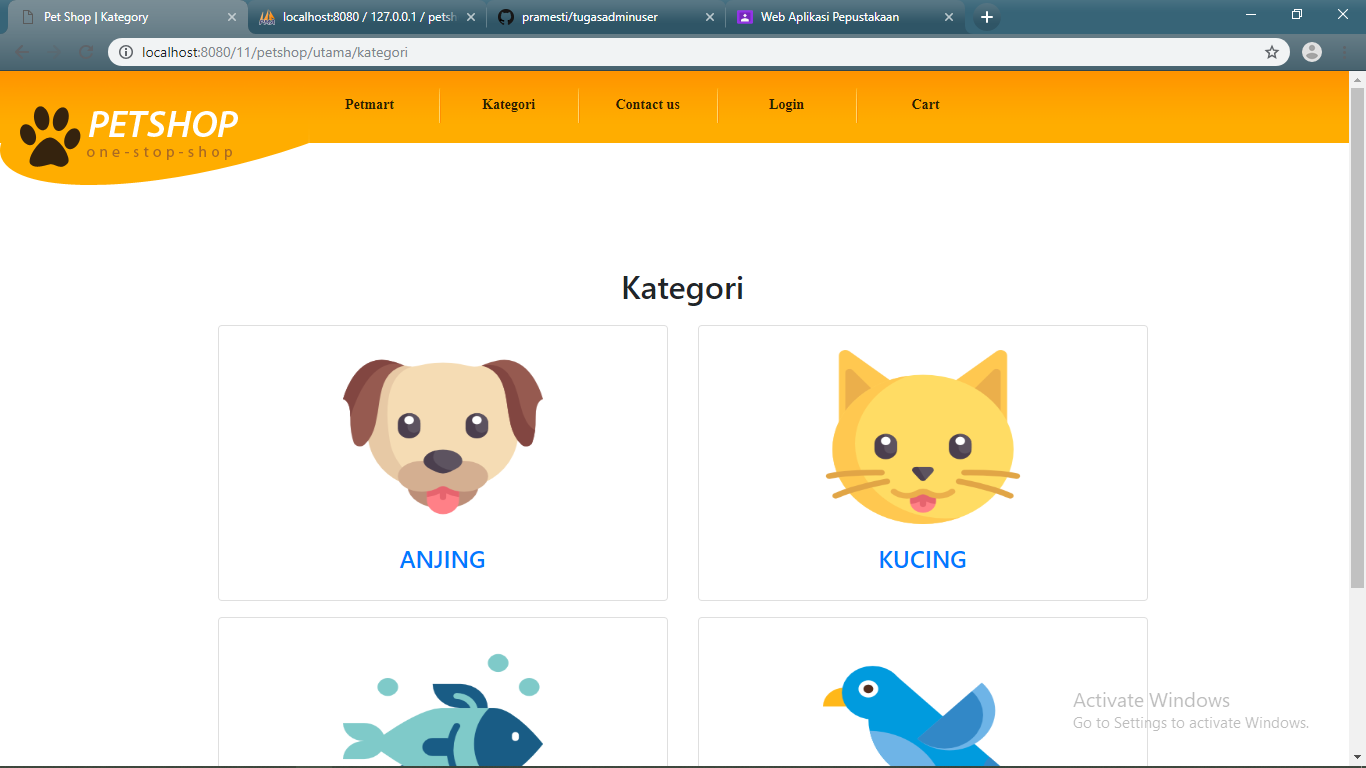 Pet Shop | Kategory
localhost:8080 / 127.0.0.1 / petsh
pramesti/tugasadminuser
Web Aplikasi Pepustakaan
localhost:8080/11/petshop/utama/kategori
Petmart
Kategori
Contact us
Login
Cart
PETSHOP
one-stop-shop
Kategori
ANJING
KUCING
Activate Windows
Go to Settings to activate Windows.